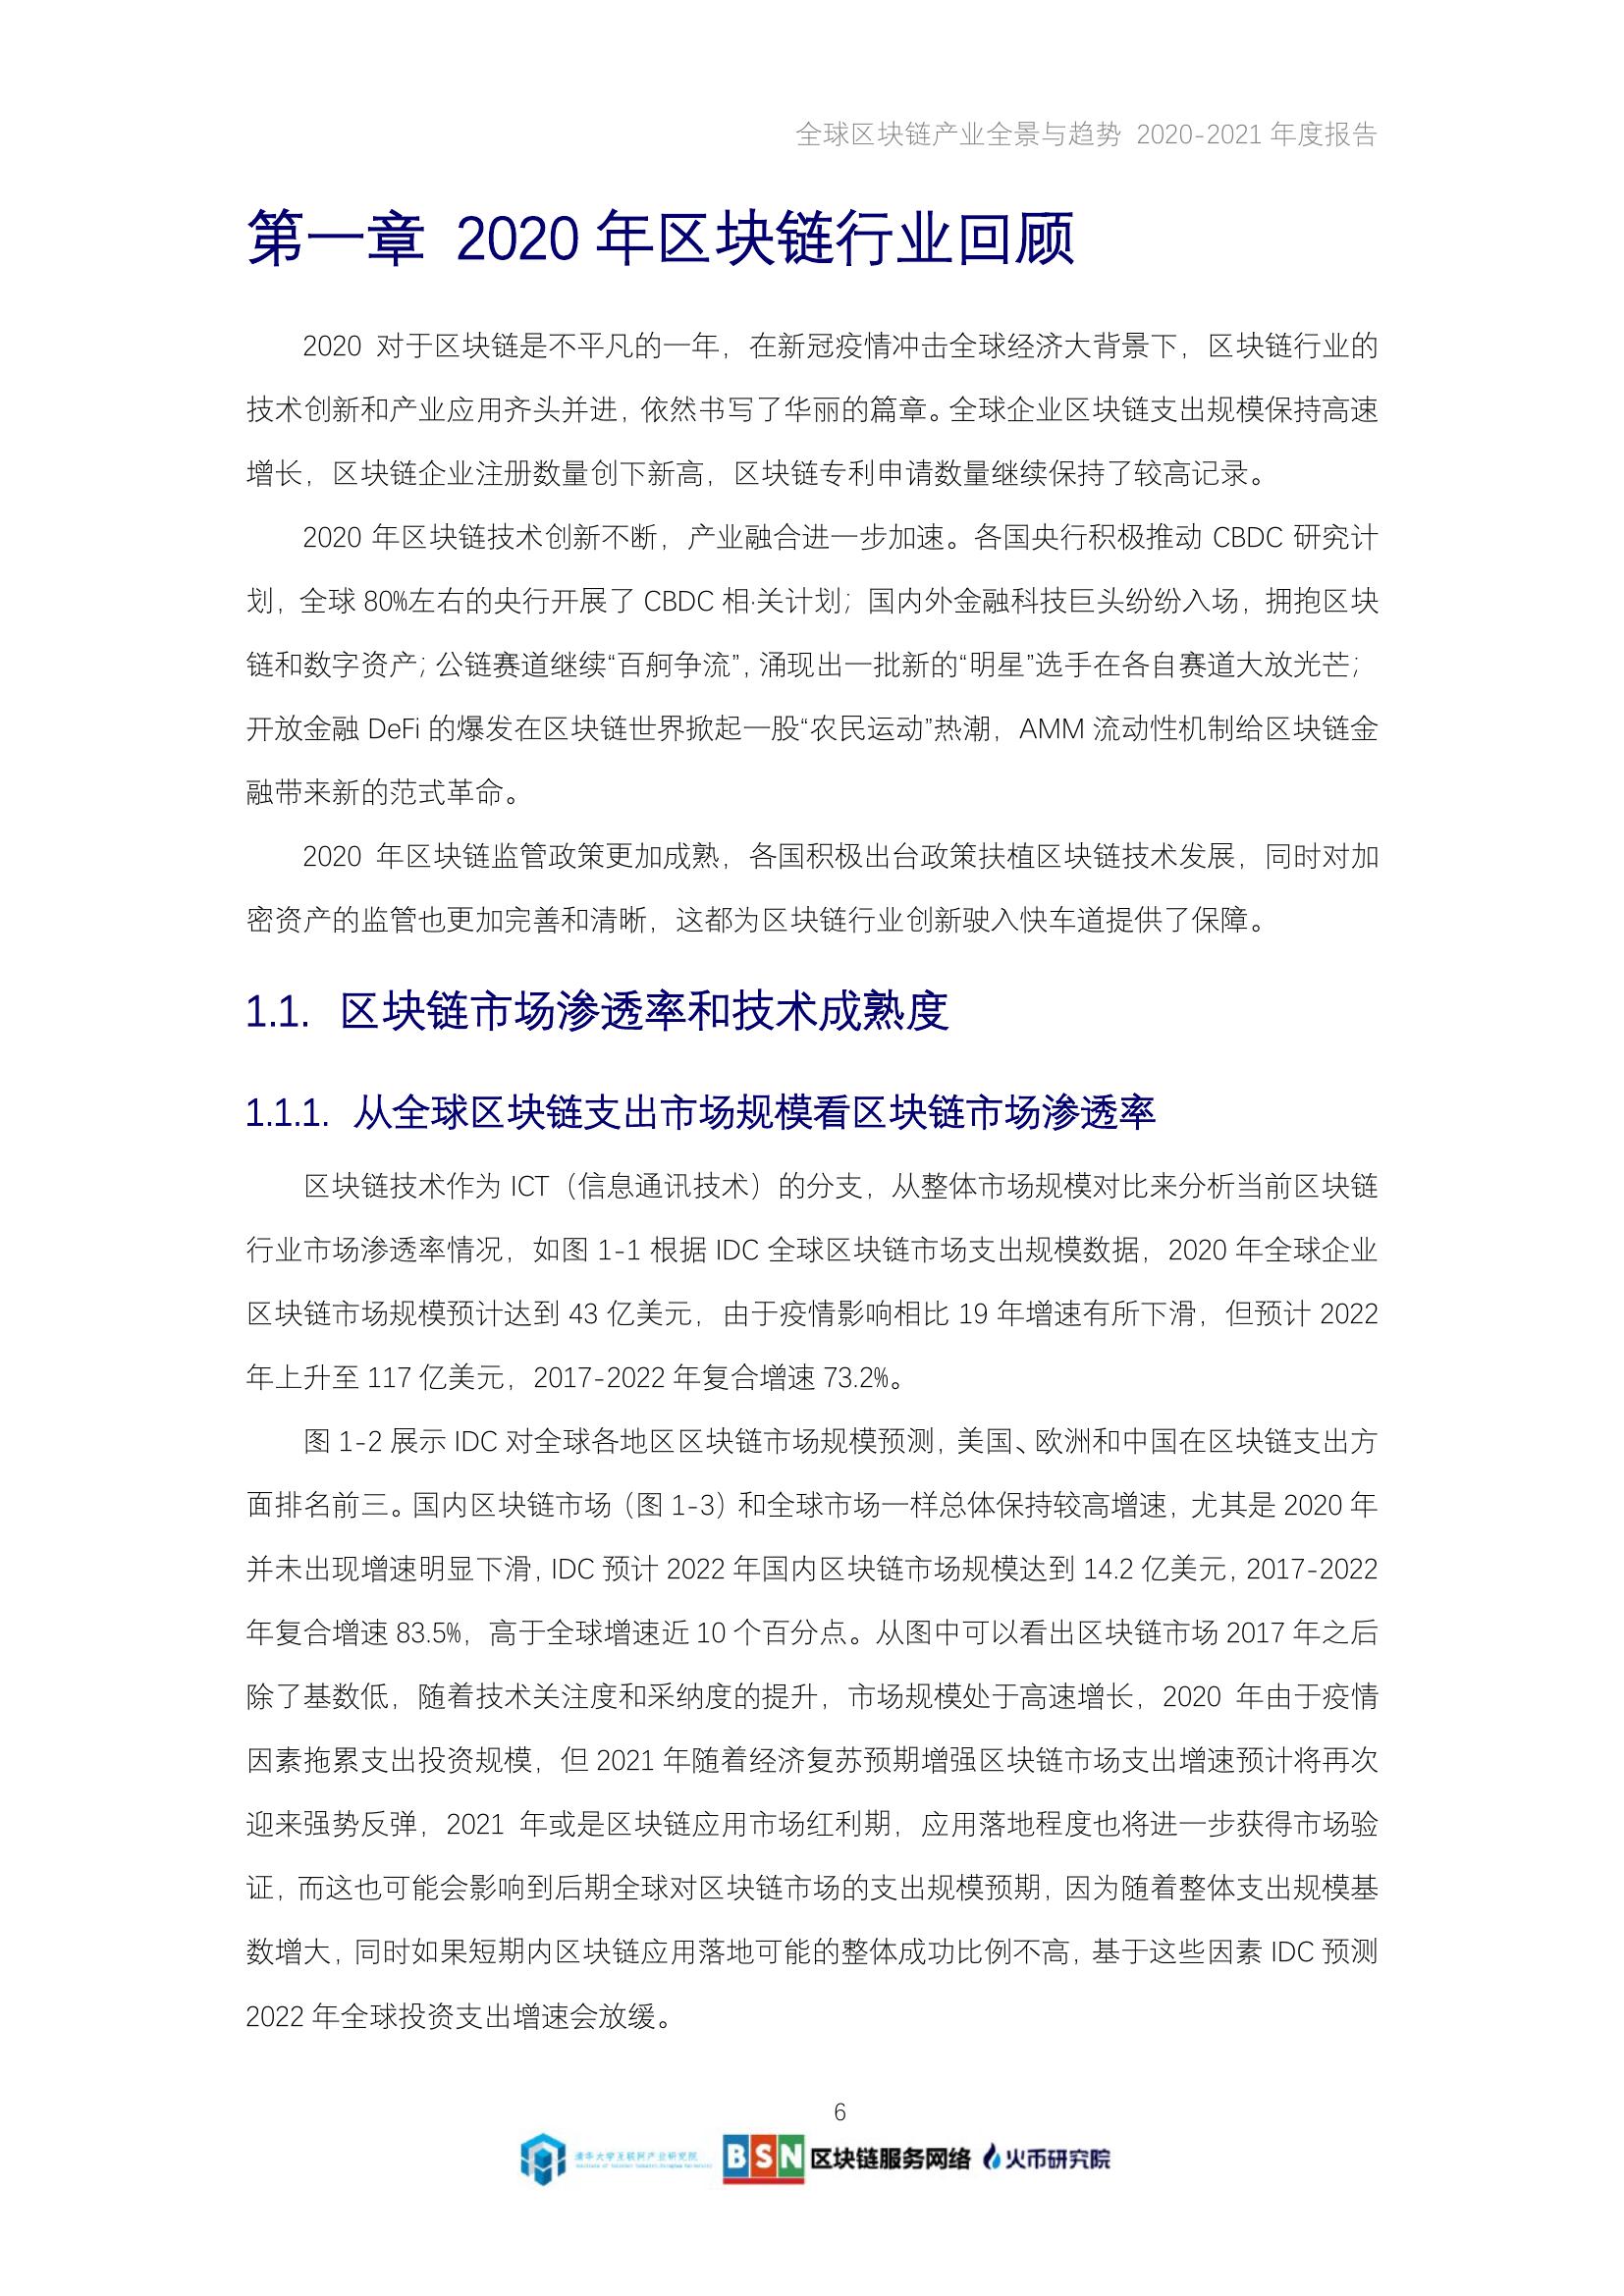 全球区块链产业全景与趋势 2020-2021 年度报告
第一章 2020 年区块链行业回顾
2020 对于区块链是不平凡的一年，在新冠疫情冲击全球经济大背景下，区块链行业的
技术创新和产业应用齐头并进，依然书写了华丽的篇章。全球企业区块链支出规模保持高速
增长，区块链企业注册数量创下新高，区块链专利申请数量继续保持了较高记录。
2020 年区块链技术创新不断，产业融合进一步加速。各国央行积极推动 CBDC 研究计
划，全球 80%左右的央行开展了 CBDC 相·关计划；国内外金融科技巨头纷纷入场，拥抱区块
链和数字资产；公链赛道继续“百舸争流”，涌现出一批新的“明星”选手在各自赛道大放光芒；
开放金融 DeFi 的爆发在区块链世界掀起一股“农民运动”热潮，AMM 流动性机制给区块链金
融带来新的范式革命。
2020 年区块链监管政策更加成熟，各国积极出台政策扶植区块链技术发展，同时对加
密资产的监管也更加完善和清晰，这都为区块链行业创新驶入快车道提供了保障。
1.1. 区块链市场渗透率和技术成熟度
1.1.1. 从全球区块链支出市场规模看区块链市场渗透率
区块链技术作为 ICT（信息通讯技术）的分支，从整体市场规模对比来分析当前区块链
行业市场渗透率情况，如图 1-1 根据 IDC 全球区块链市场支出规模数据，2020 年全球企业
区块链市场规模预计达到 43 亿美元，由于疫情影响相比 19 年增速有所下滑，但预计 2022
年上升至 117 亿美元，2017-2022 年复合增速 73.2%。
图 1-2 展示 IDC 对全球各地区区块链市场规模预测，美国、欧洲和中国在区块链支出方
面排名前三。国内区块链市场（图 1-3）和全球市场一样总体保持较高增速，尤其是 2020 年
并未出现增速明显下滑，IDC 预计 2022 年国内区块链市场规模达到 14.2 亿美元，2017-2022
年复合增速 83.5%，高于全球增速近 10 个百分点。从图中可以看出区块链市场 2017 年之后
除了基数低，随着技术关注度和采纳度的提升，市场规模处于高速增长，2020 年由于疫情
因素拖累支出投资规模，但 2021 年随着经济复苏预期增强区块链市场支出增速预计将再次
迎来强势反弹，2021 年或是区块链应用市场红利期，应用落地程度也将进一步获得市场验
证，而这也可能会影响到后期全球对区块链市场的支出规模预期，因为随着整体支出规模基
数增大，同时如果短期内区块链应用落地可能的整体成功比例不高，基于这些因素 IDC 预测
2022 年全球投资支出增速会放缓。
6
清华大学互联网产业研究院
BSN 区块链服务网络 火币研究院